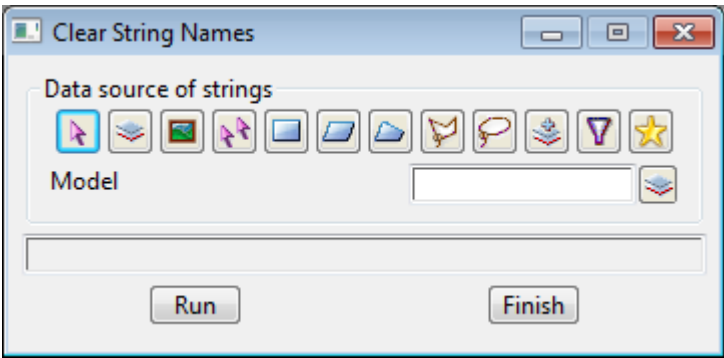 Clear String Names
Data source of strings
Model
Run Finish